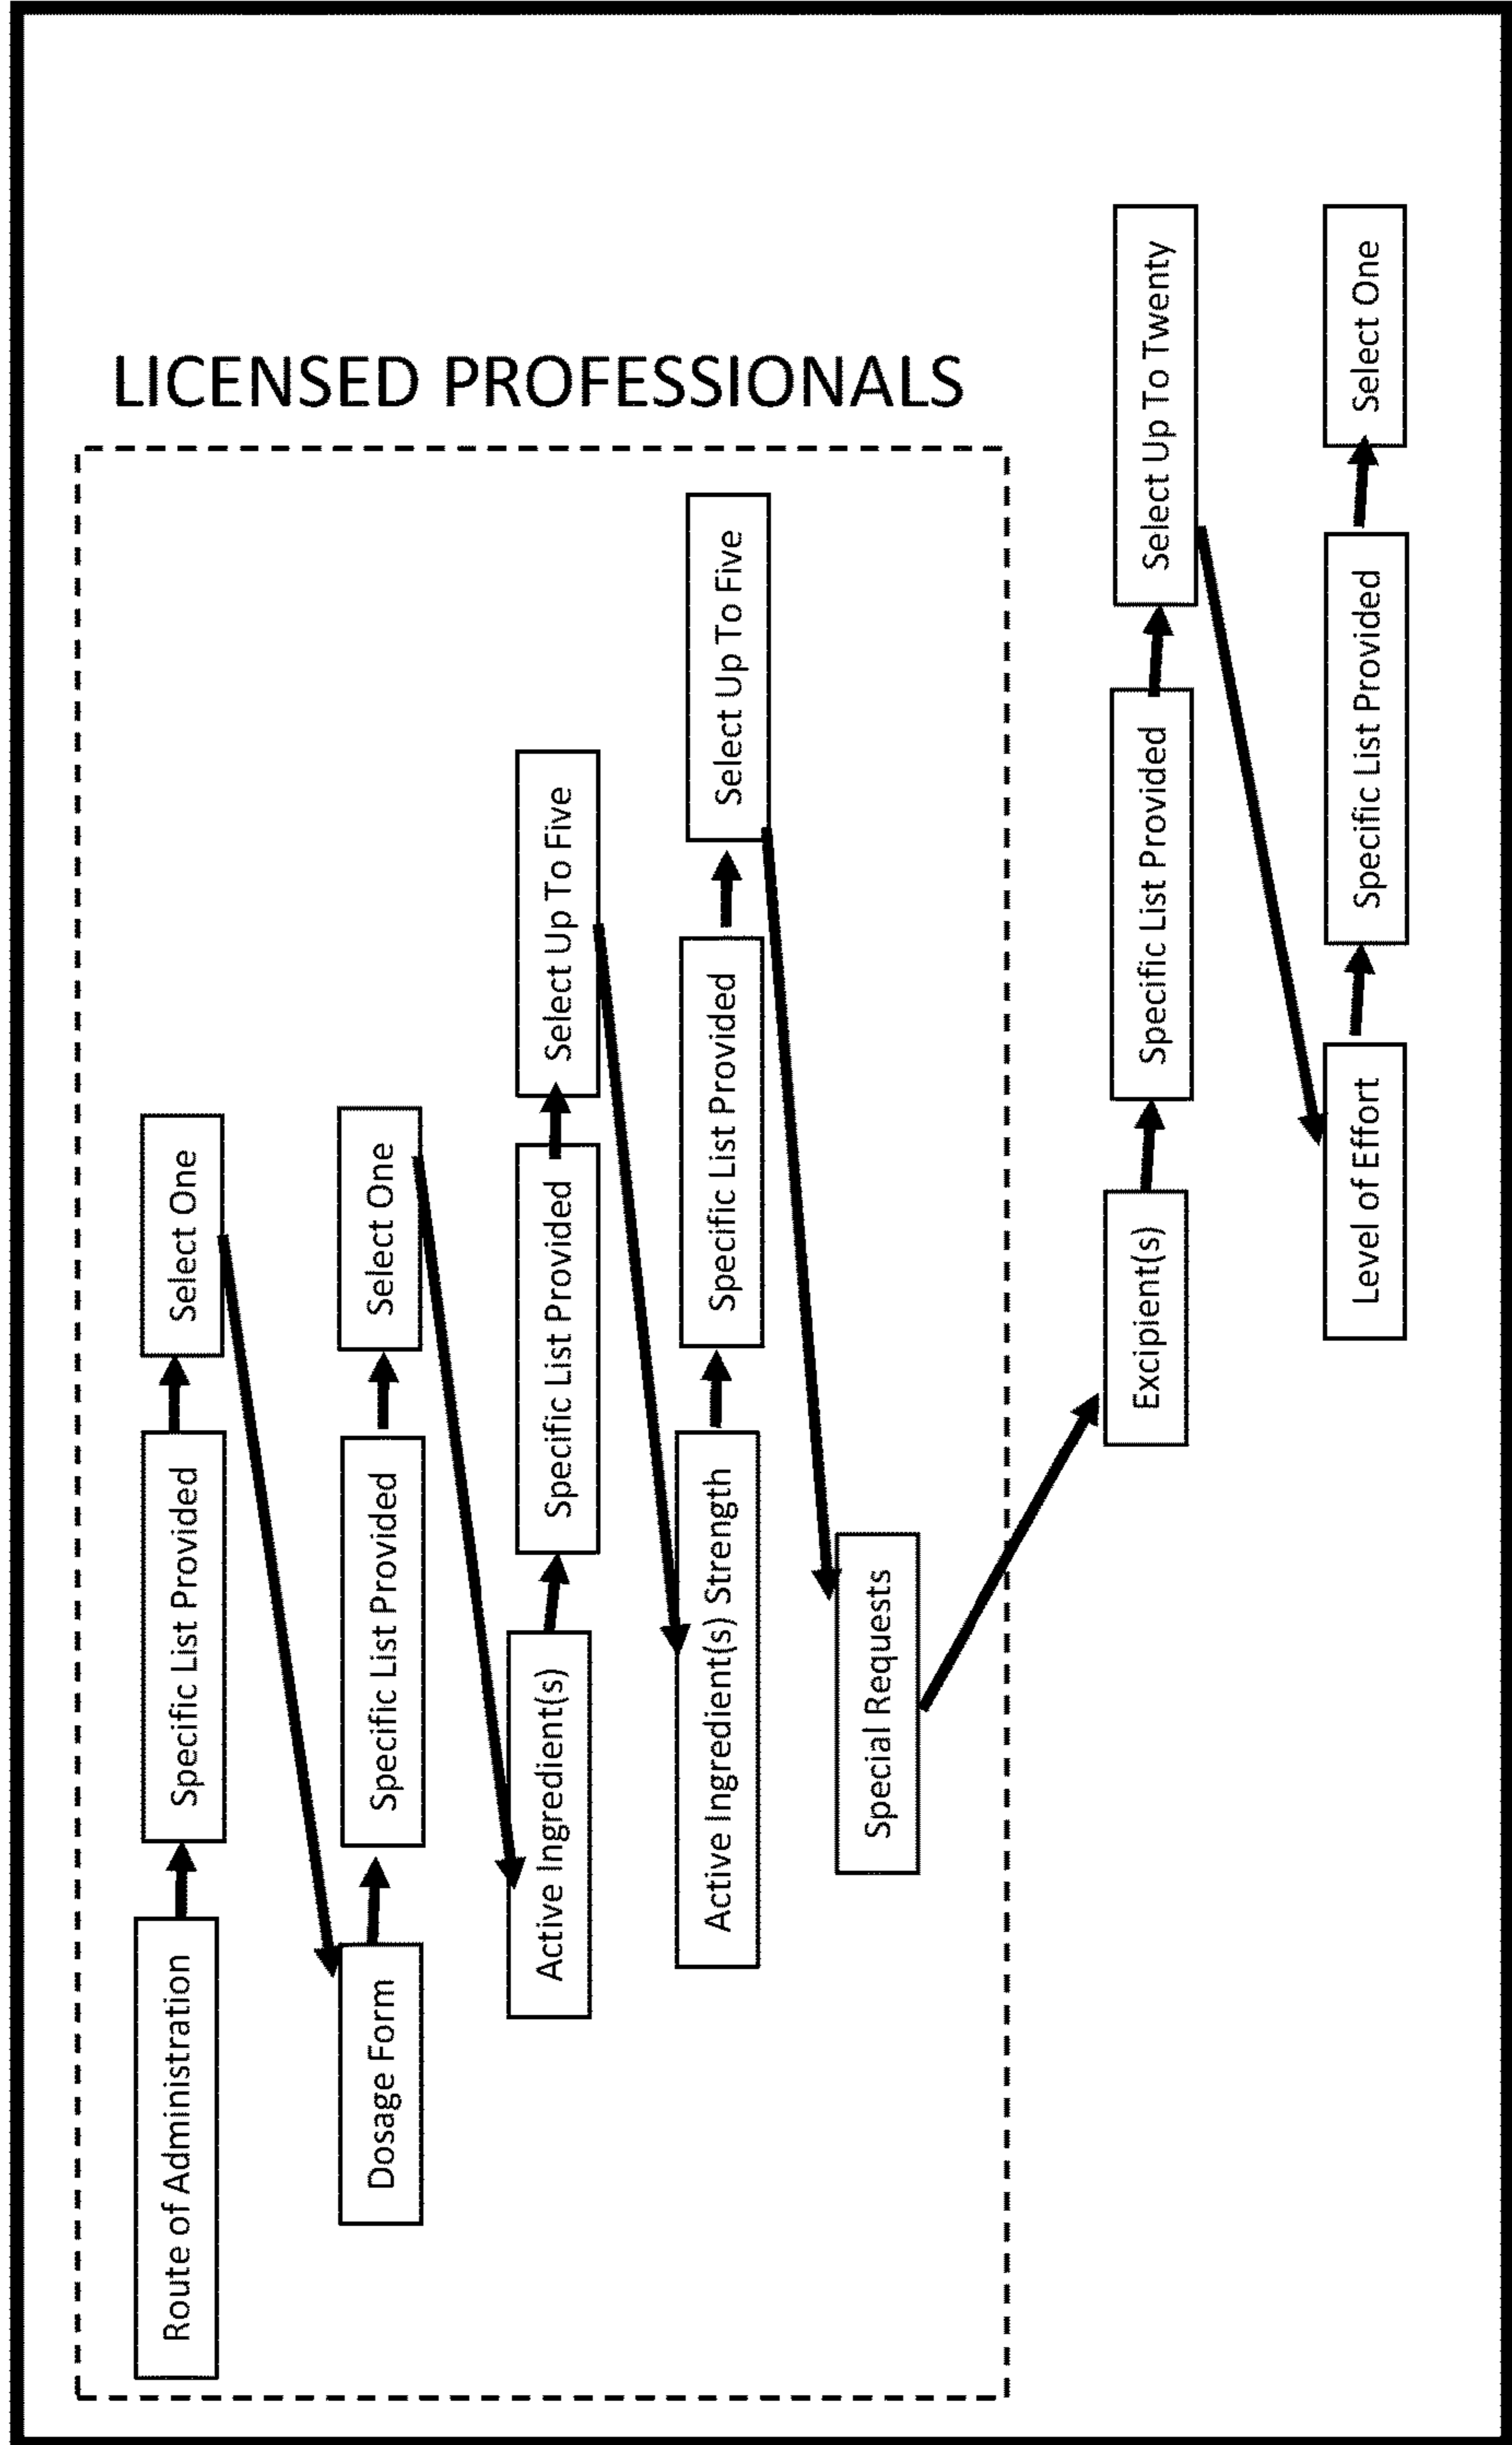 LICENSED PROFESSIONALS
Route of Administration
Specific List Provided
Select One
Dosage Form
Specific List Provided
Select One
Active Ingredient(s)
Specific List Provided
Select Up To Five
Active Ingredient(s) Strength
Specific List Provided
Select Up To Five
Special Requests
Excipient(s)
Specific List Provided
Select Up To Twenty
Level of Effort
Specific List Provided
Select One